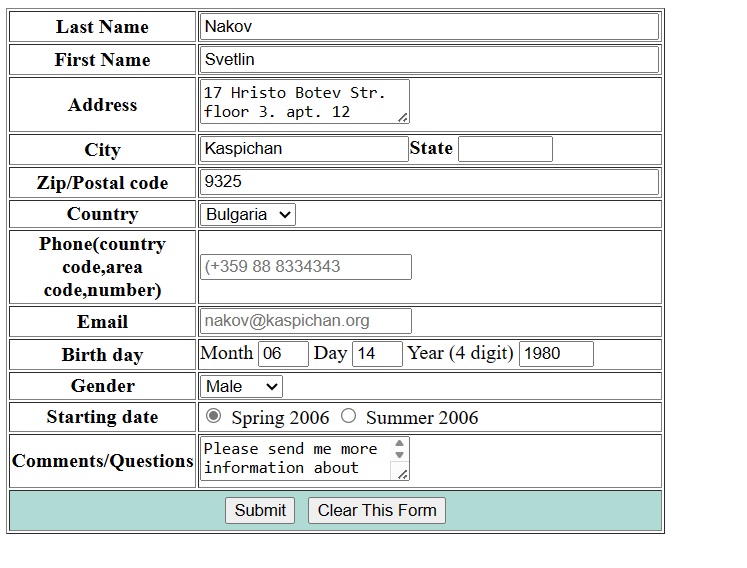 Last Name Nakov
First Name Svetlin
Address 17 Hristo Botev Str.
floor 3. apt. 12
City Kaspichan State
Zip/Postal code 9325
Country Bulgaria
Phone(country
code,area
code,number) (+359 88 8334343
Email nakov@kaspichan.org
Birth day Month 06 Day 14 Year (4 digit) 1980
Gender Male
Starting date Spring 2006 Summer 2006
Comments/Questions Please send me more
information about
Submit Clear This Form